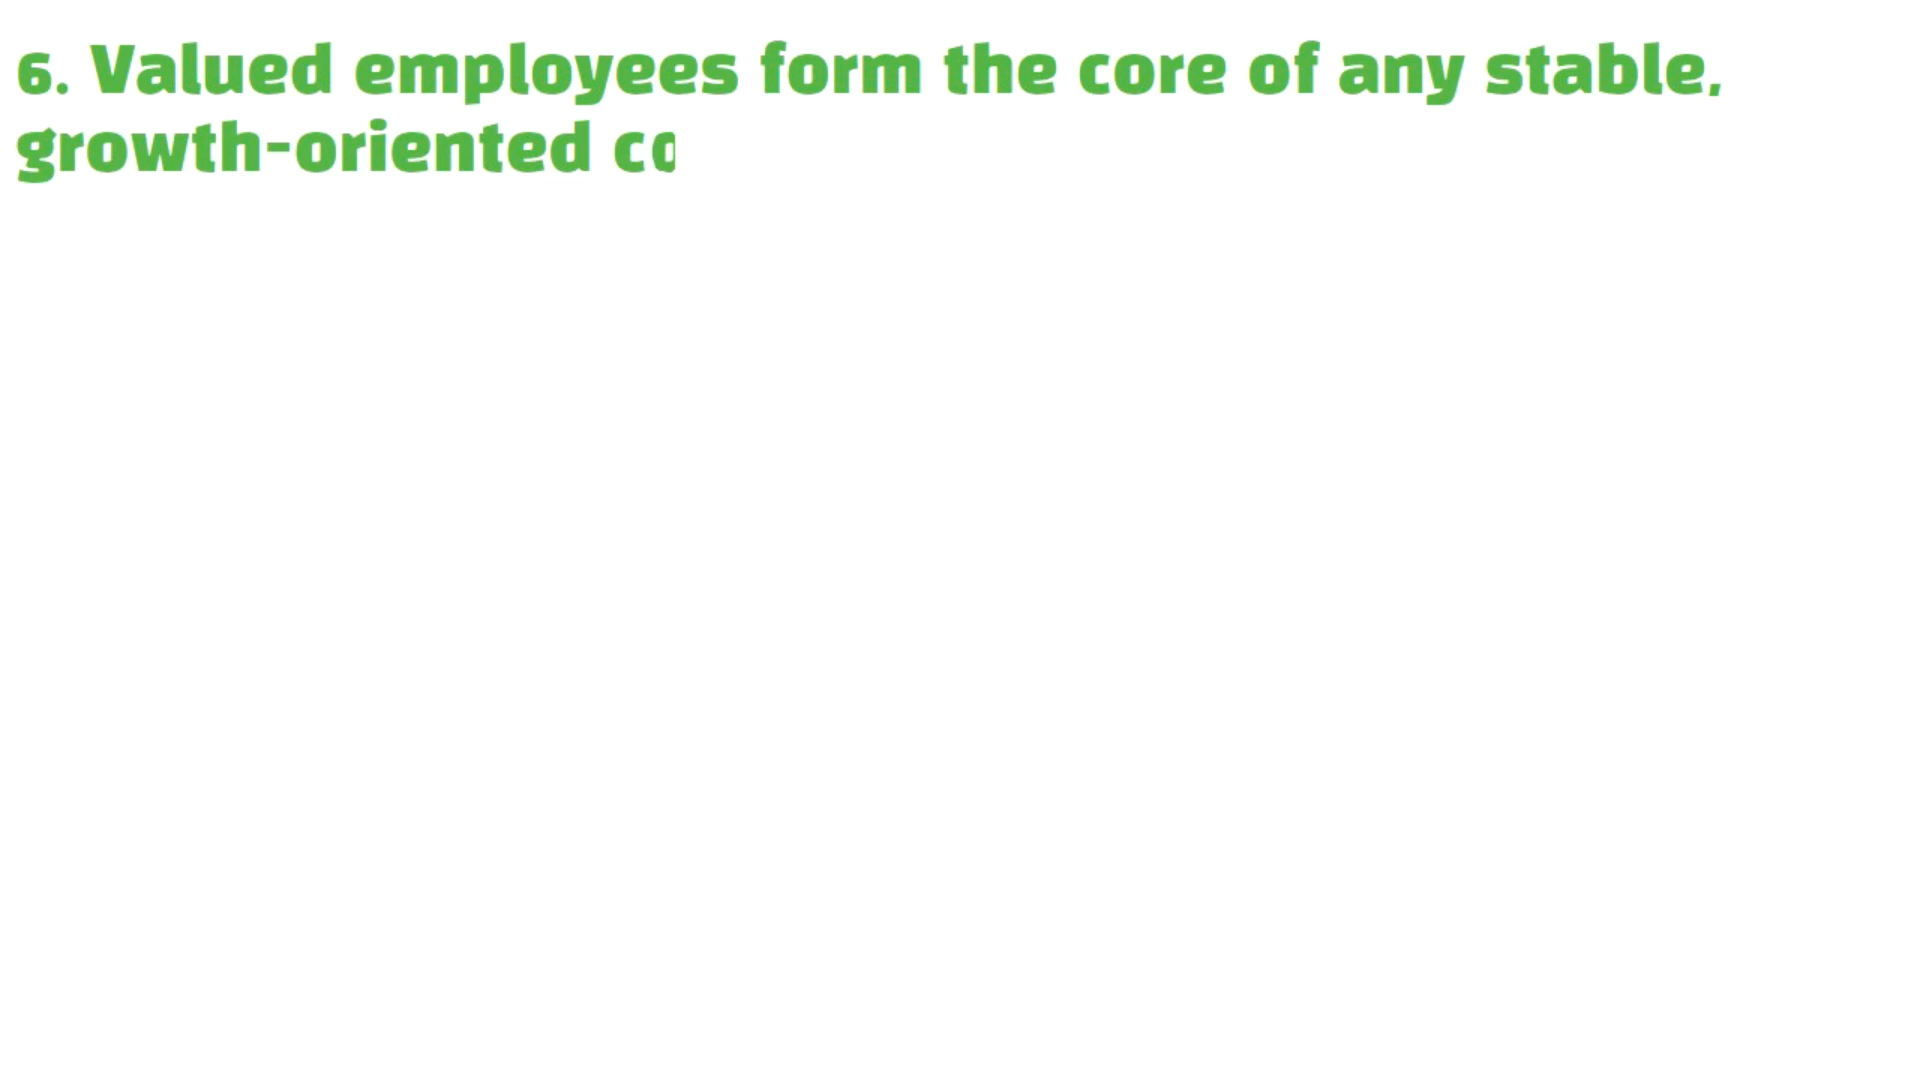 6. Valued employees form the core of any stable,
growth-oriented